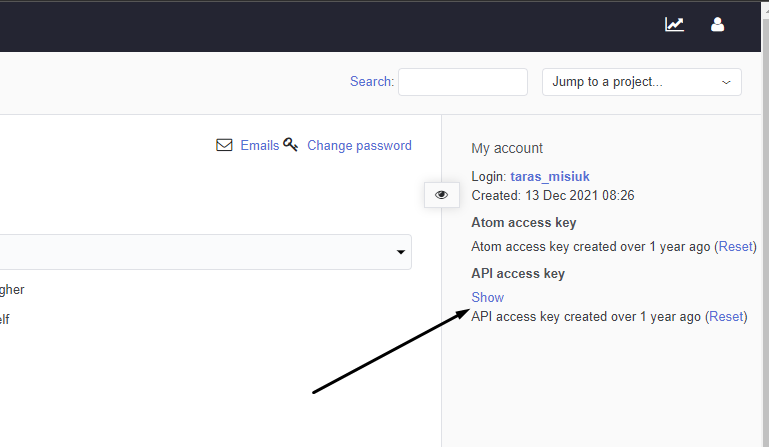 Search:
Jump to a project...
Emails Change password
My account
Login: taras_misiuk
Created: 13 Dec 2021 08:26
Atom access key
Atom access key created over 1 year ago (Reset)
API access key
gher
Show
elf
API access key created over 1 year ago (Reset)